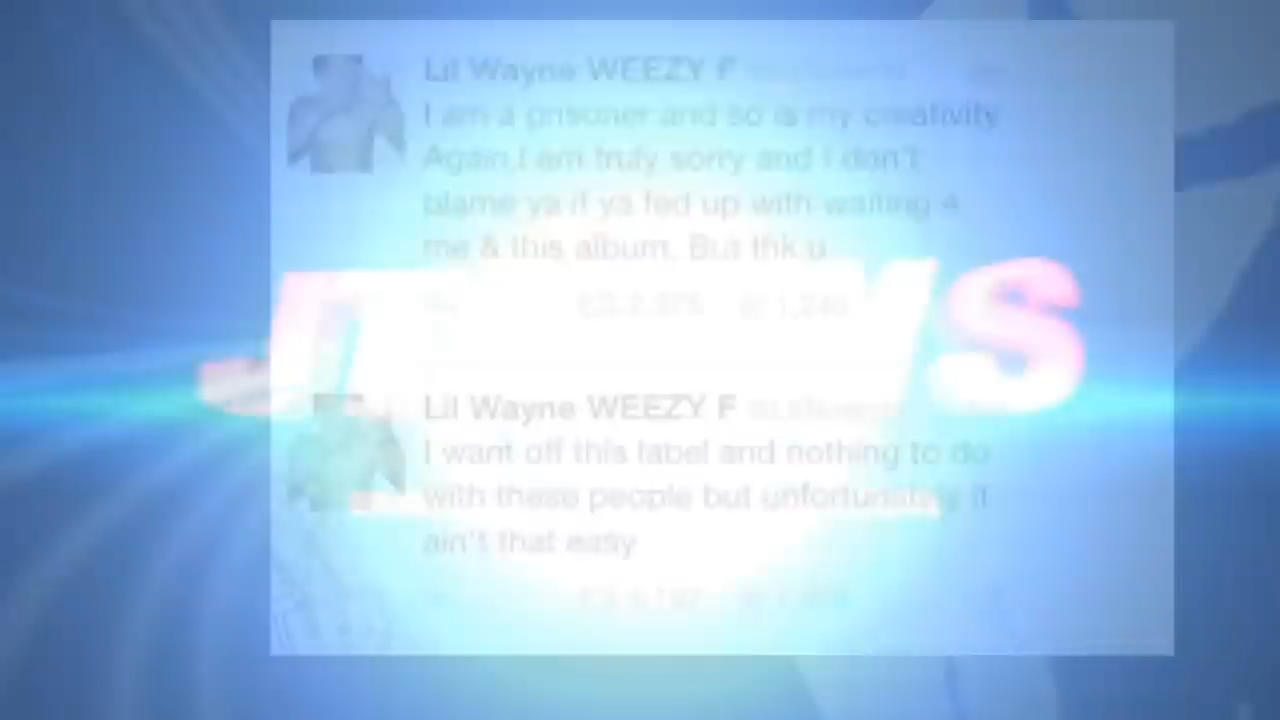 Lil Wayne WEEZY F
I am a prisoner and so is my creativity
Again,I am truly sorry and I don't
blame ya if ya fed up with waiting 4
me & this album. But thk u
Lil Wayne WEEZY F
I want off this label and nothing to do
with these people but unfortunately it
ain't that easy